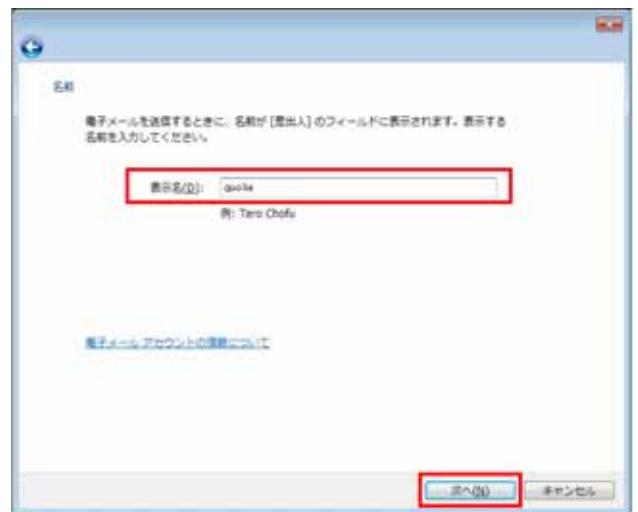 名前
電子メールを送信するときに、名前が [差出人] のフィールドに表示されます。表示する
名前を入力してください。
表示名(D):
例: Taro Chofu
電子メール アカウントの情報について
次へ(N)
キャンセル